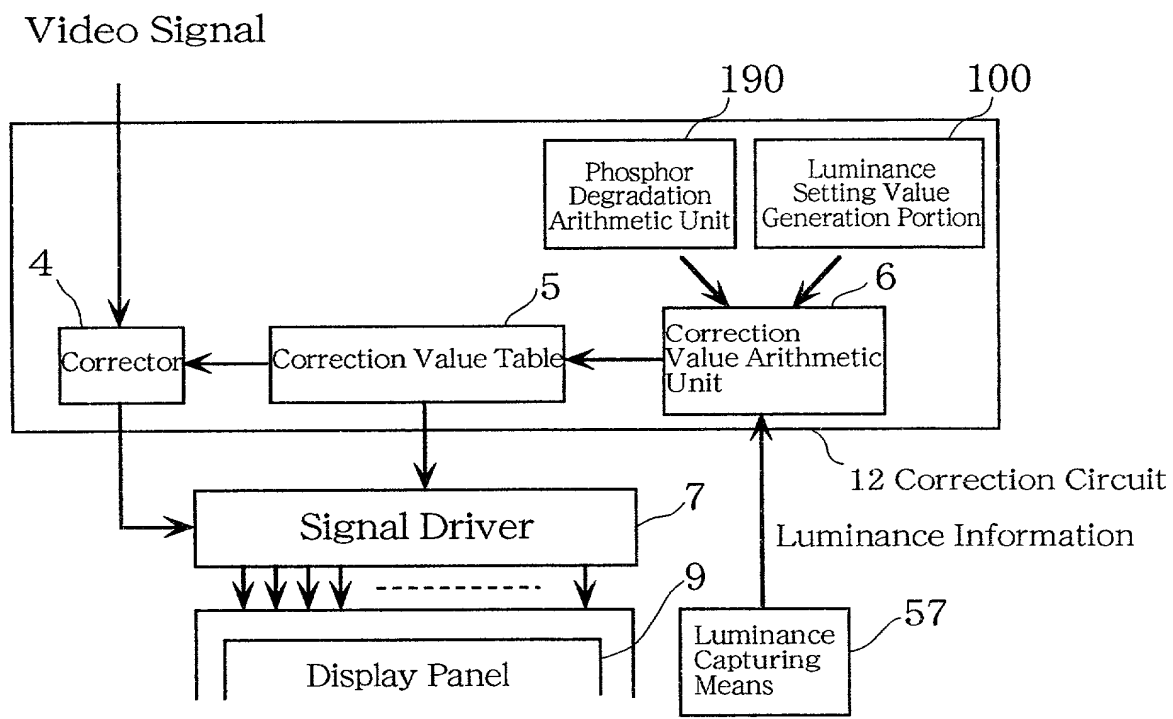 Video Signal
190
100
Phosphor
Degradation
Arithmetic Unit
Luminance
Setting Value
Generation Portion
4
5
6
Corrector
Correction Value Table
Correction
Value Arithmetic
Unit
12 Correction Circuit
7
Signal Driver
Luminance Information
9
57
Display Panel
Luminance
Capturing
Means